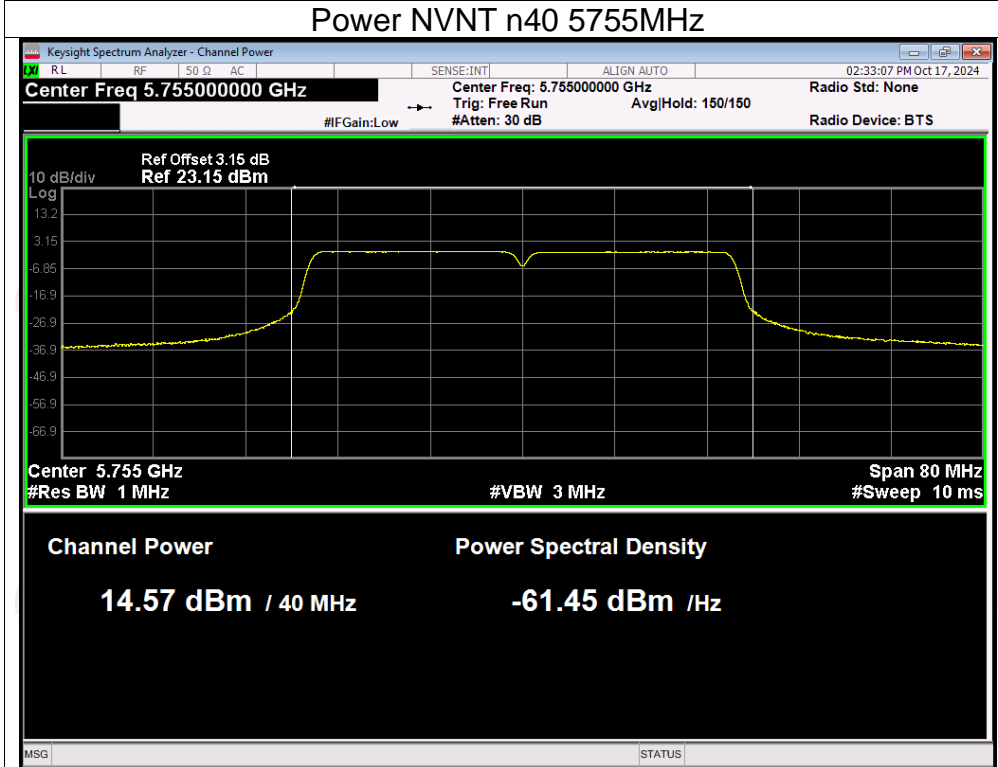 Power NVNT n40 5755MHz
Keysight Spectrum Analyzer - Channel Power
LXI RL RF 50 Ω AC SENSE:INT ALIGN AUTO 02:33:07 PM Oct 17, 2024
Center Freq 5.755000000 GHz Center Freq: 5.755000000 GHz Radio Std: None
Trig: Free Run Avg|Hold: 150/150
#IFGain:Low #Atten: 30 dB Radio Device: BTS
Ref Offset 3.15 dB
10 dB/div Ref 23.15 dBm
Log
13.2
3.15
-6.85
-16.9
-26.9
-36.9
-46.9
-56.9
-66.9
Center 5.755 GHz Span 80 MHz
#Res BW 1 MHz #VBW 3 MHz #Sweep 10 ms
Channel Power Power Spectral Density
14.57 dBm / 40 MHz -61.45 dBm /Hz
MSG STATUS